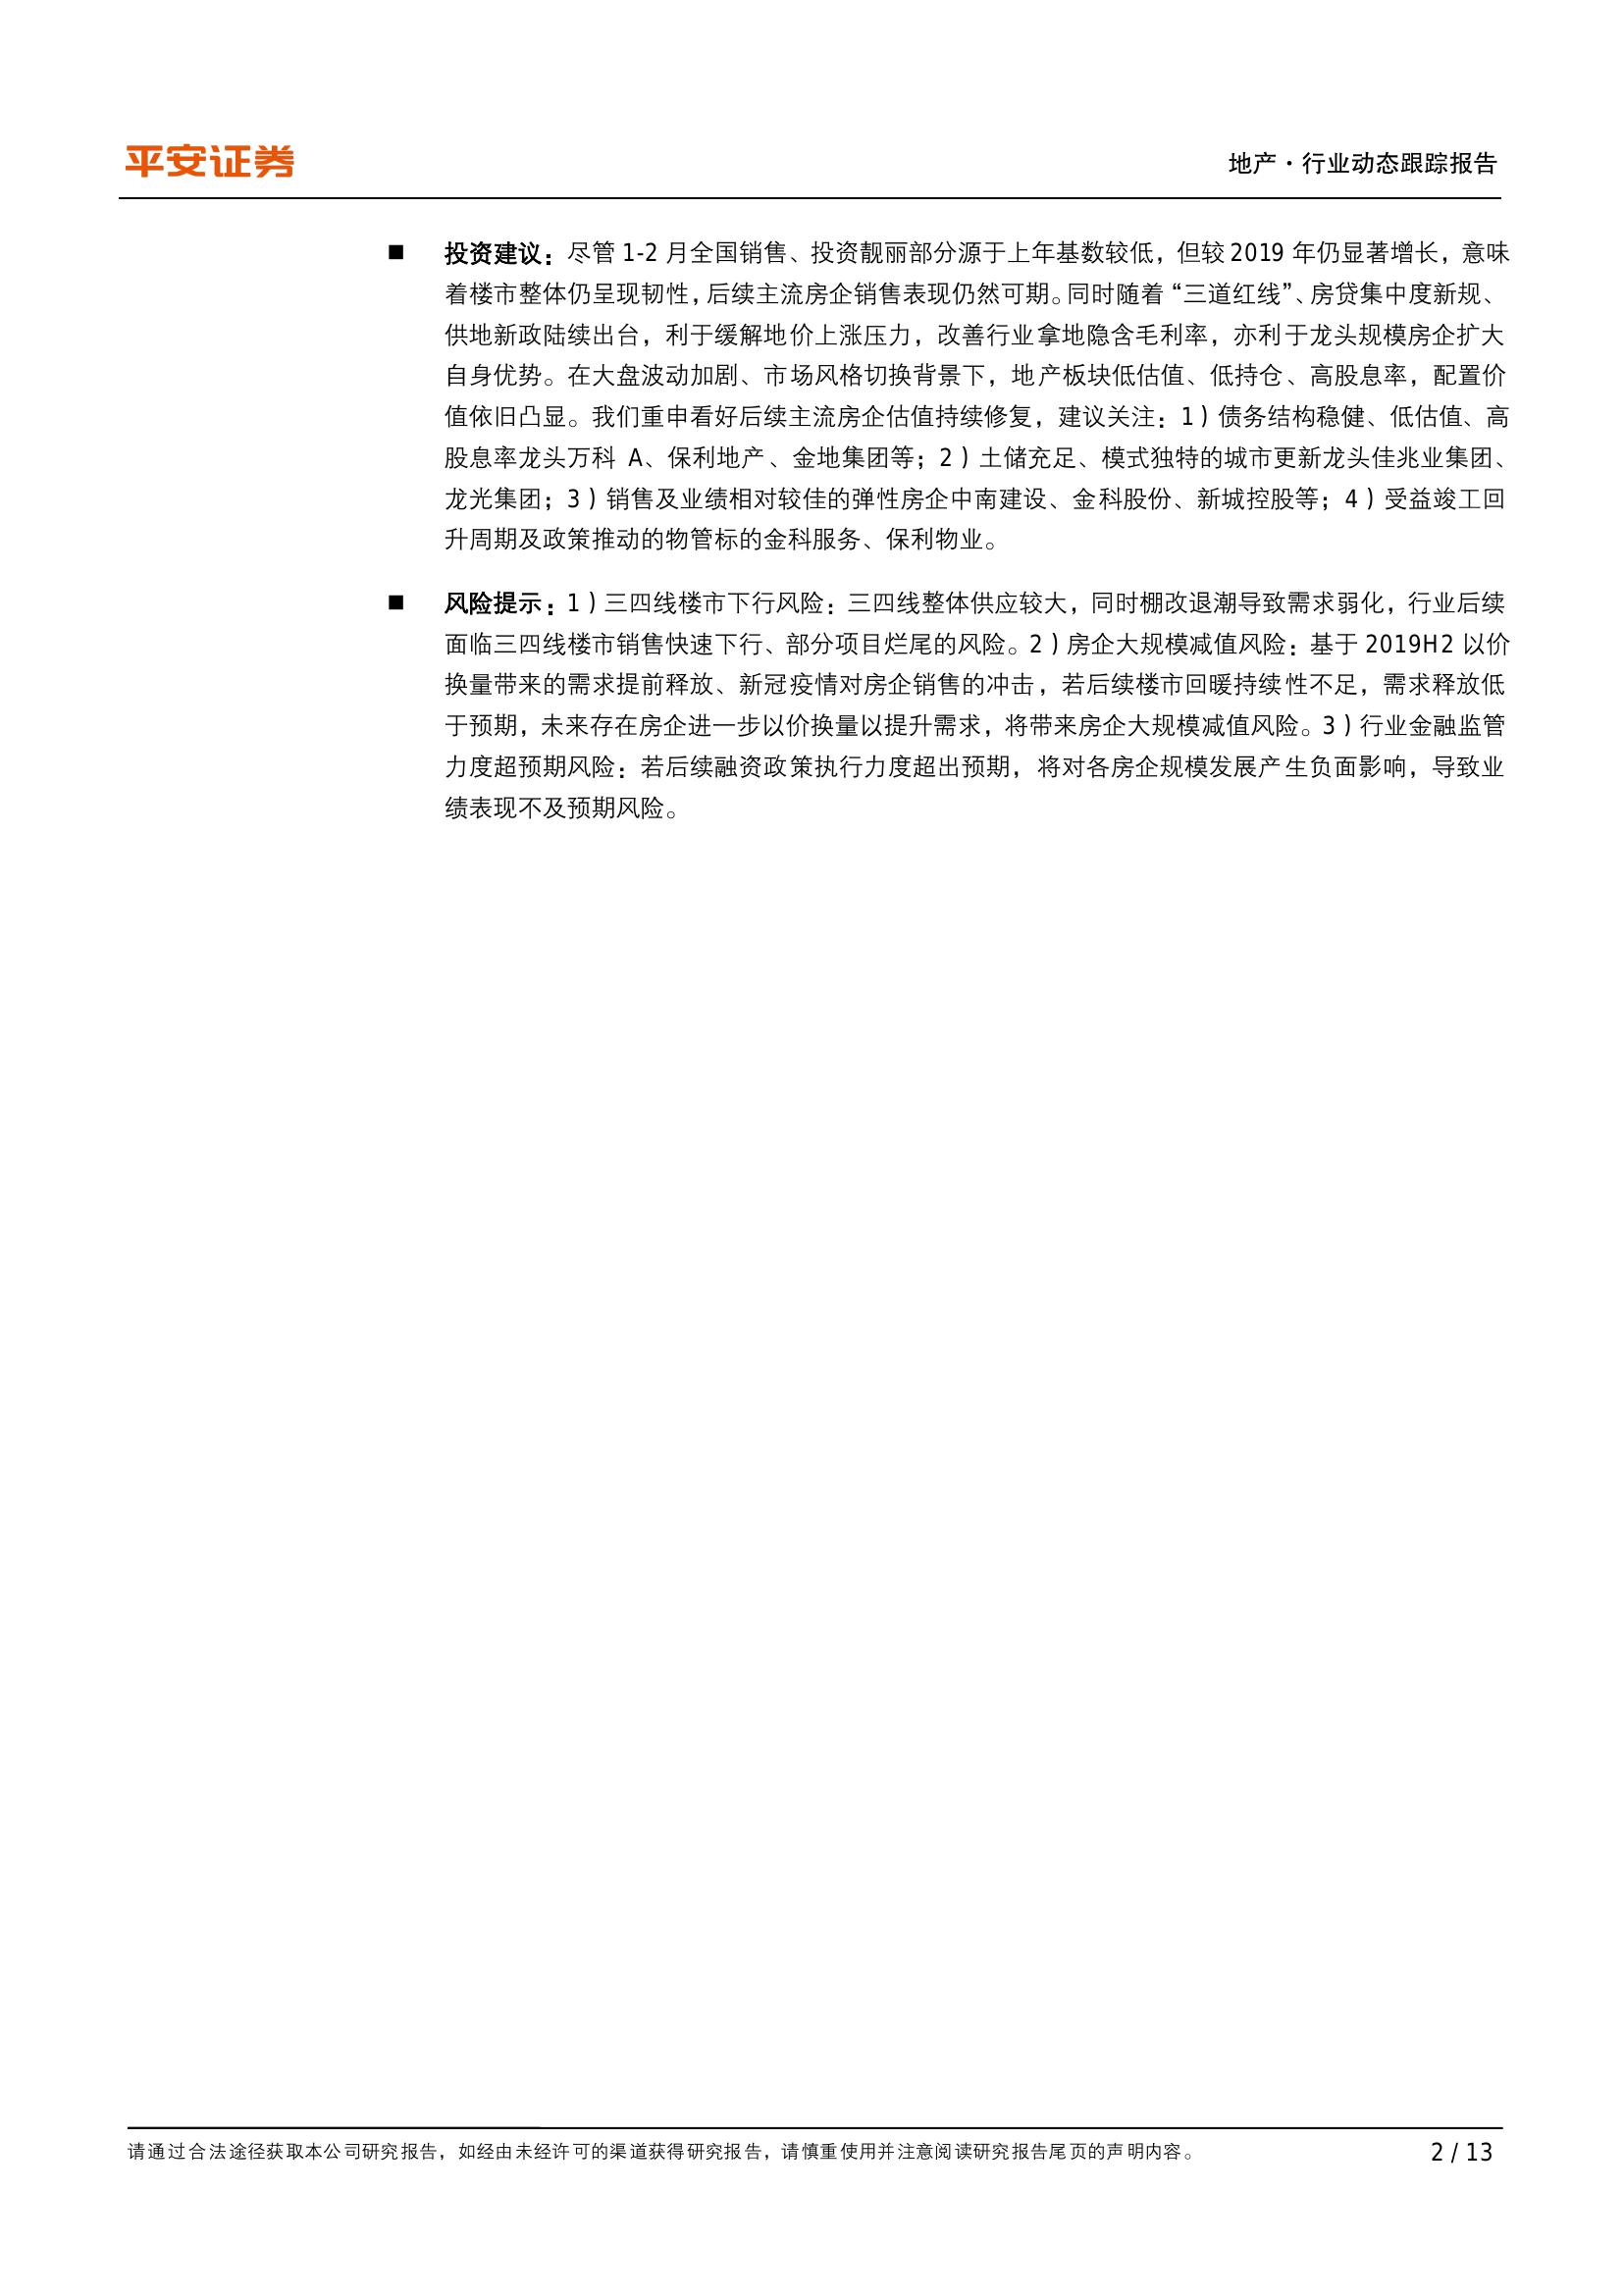 平安证券
地产·行业动态跟踪报告
■ 投资建议：尽管 1-2 月全国销售、投资靓丽部分源于上年基数较低，但较 2019 年仍显著增长，意味
着楼市整体仍呈现韧性，后续主流房企销售表现仍然可期。同时随着“三道红线”、房贷集中度新规、
供地新政陆续出台，利于缓解地价上涨压力，改善行业拿地隐含毛利率，亦利于龙头规模房企扩大
自身优势。在大盘波动加剧、市场风格切换背景下，地产板块低估值、低持仓、高股息率，配置价
值依旧凸显。我们重申看好后续主流房企估值持续修复，建议关注：1）债务结构稳健、低估值、高
股息率龙头万科 A、保利地产、金地集团等；2）土储充足、模式独特的城市更新龙头佳兆业集团、
龙光集团；3）销售及业绩相对较佳的弹性房企中南建设、金科股份、新城控股等；4）受益竣工回
升周期及政策推动的物管标的金科服务、保利物业。
■ 风险提示：1）三四线楼市下行风险：三四线整体供应较大，同时棚改退潮导致需求弱化，行业后续
面临三四线楼市销售快速下行、部分项目烂尾的风险。2）房企大规模减值风险：基于 2019H2 以价
换量带来的需求提前释放、新冠疫情对房企销售的冲击，若后续楼市回暖持续性不足，需求释放低
于预期，未来存在房企进一步以价换量以提升需求，将带来房企大规模减值风险。3）行业金融监管
力度超预期风险：若后续融资政策执行力度超出预期，将对各房企规模发展产生负面影响，导致业
绩表现不及预期风险。
请通过合法途径获取本公司研究报告，如经由未经许可的渠道获得研究报告，请慎重使用并注意阅读研究报告尾页的声明内容。
2 / 13